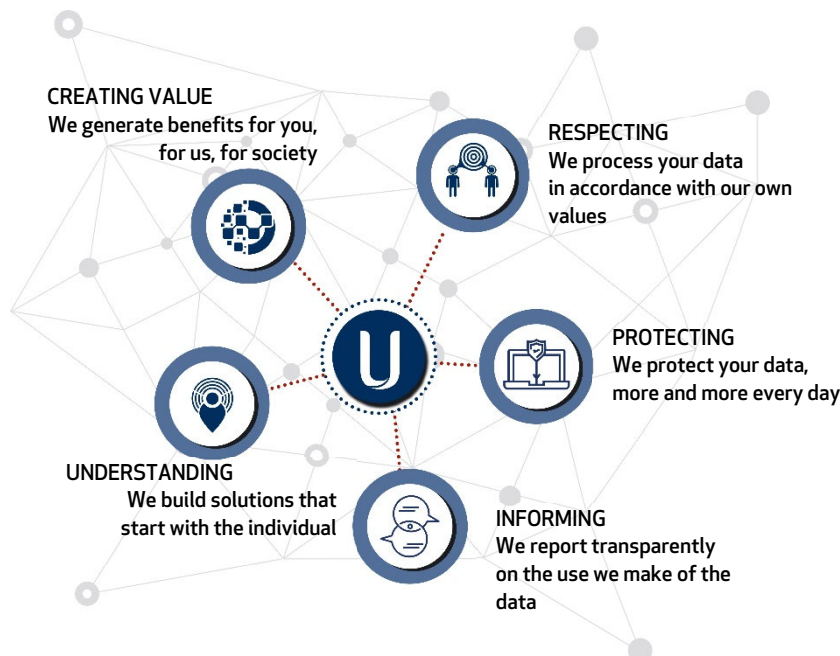 CREATING VALUE
We generate benefits for you,
for us, for society
RESPECTING
We process your data
in accordance with our own
values
U
PROTECTING
We protect your data,
more and more every day
UNDERSTANDING
We build solutions that
start with the individual
INFORMING
We report transparently
on the use we make of the
data